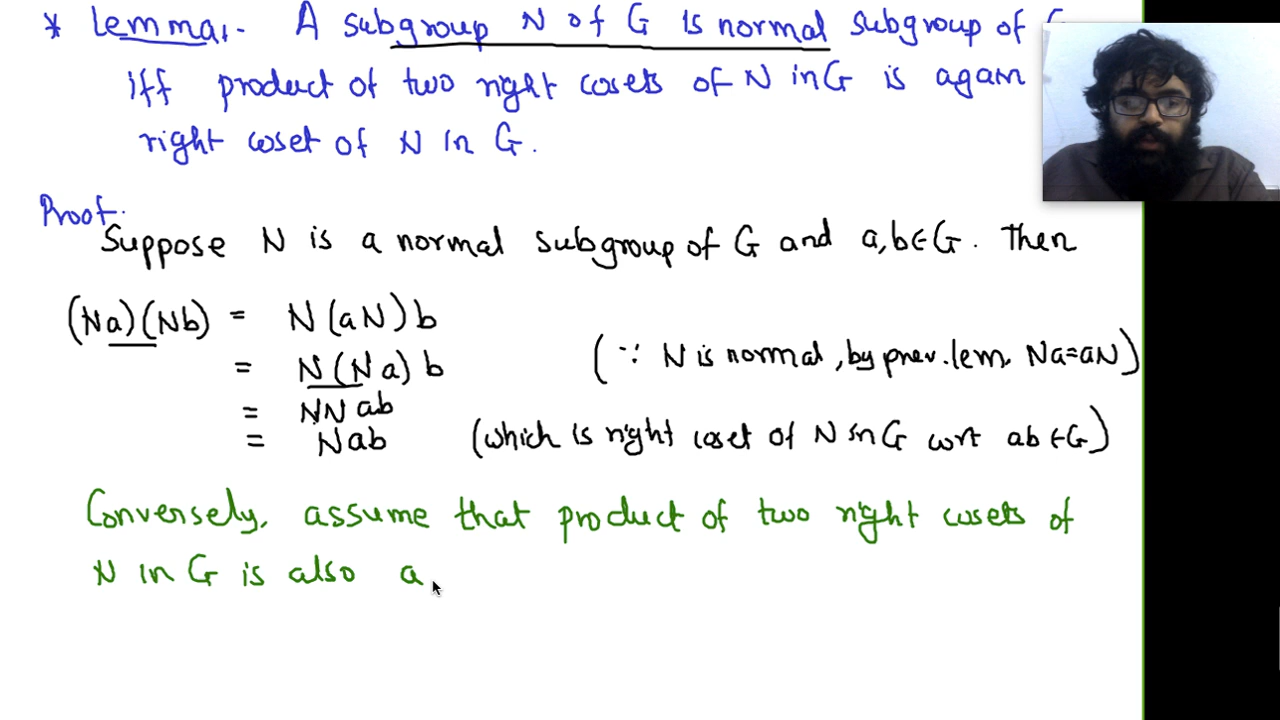 * Lemma:- A subgroup N of G is normal subgroup of G
iff product of two right cosets of N in G is again
right coset of N in G.
Proof:
Suppose N is a normal subgroup of G and a,b∈G. Then
(Na)(Nb) = N(aN)b
= N(Na)b (∵ N is normal, by prev. lem. Na=aN)
= NNab
= Nab (which is right coset of N in G wrt ab∈G)
Conversely, assume that product of two right cosets of
N in G is also a